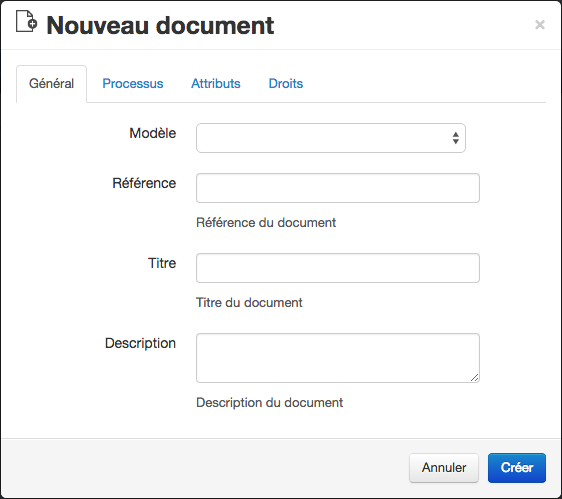 Nouveau document
×
Général Processus Attributs Droits
Modèle
Référence
Référence du document
Titre
Titre du document
Description
Description du document
Annuler Créer